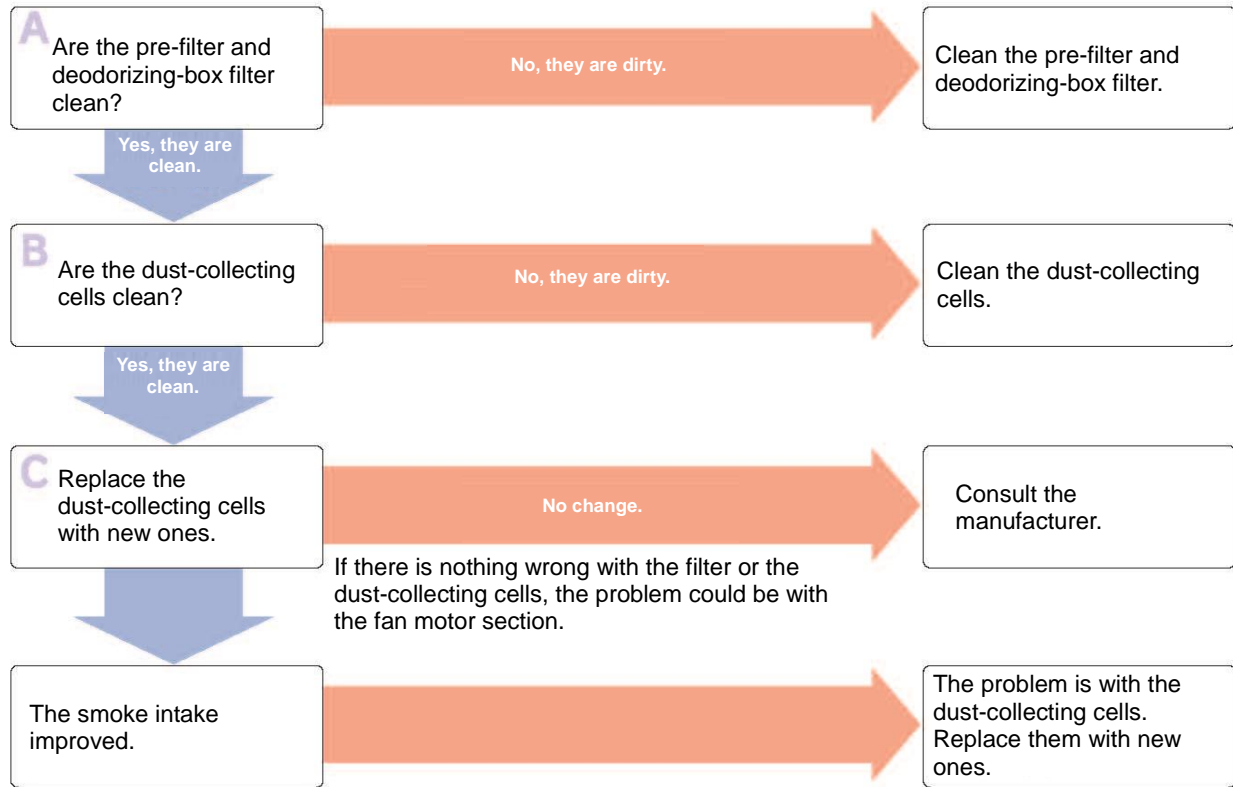 A
Are the pre-filter and
deodorizing-box filter
clean?
No, they are dirty.
Clean the pre-filter and
deodorizing-box filter.
Yes, they are
clean.
B
Are the dust-collecting
cells clean?
No, they are dirty.
Clean the dust-collecting
cells.
Yes, they are
clean.
C
Replace the
dust-collecting cells
with new ones.
No change.
Consult the
manufacturer.
If there is nothing wrong with the filter or the
dust-collecting cells, the problem could be with
the fan motor section.
The smoke intake
improved.
The problem is with the
dust-collecting cells.
Replace them with new
ones.